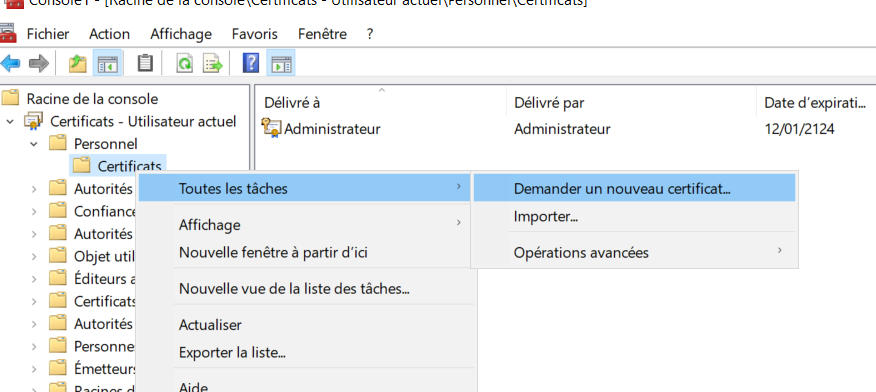 Console1 - [Racine de la console\Certificats - Utilisateur actuel\Personnel\Certificats]
Fichier Action Affichage Favoris Fenêtre ?
Racine de la console
Certificats - Utilisateur actuel
Personnel
Certificats
Autorités
Confiance
Autorités
Objet util
Éditeurs a
Certificats
Autorités
Personne
Émetteurs
Racines d
Délivré à Délivré par Date d'expirati...
Administrateur Administrateur 12/01/2124
Toutes les tâches
Affichage
Nouvelle fenêtre à partir d'ici
Nouvelle vue de la liste des tâches...
Actualiser
Exporter la liste...
Aide
Demander un nouveau certificat...
Importer...
Opérations avancées